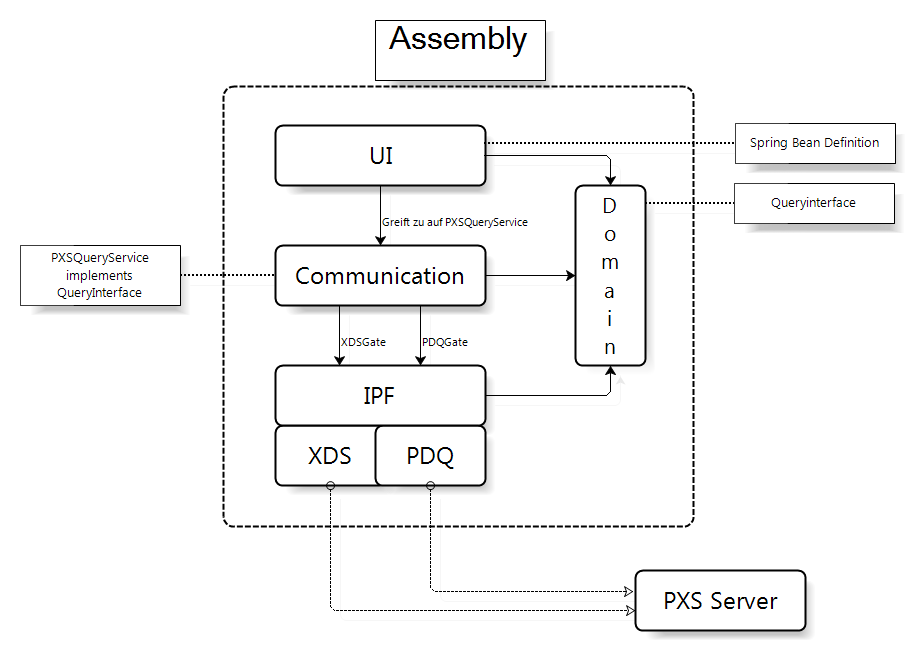 Assembly
UI
Spring Bean Definition
Queryinterface
D
o
m
a
i
n
Greift zu auf PXSQueryService
PXSQueryService
implements
QueryInterface
Communication
XDSGate
PDQGate
IPF
XDS
PDQ
PXS Server